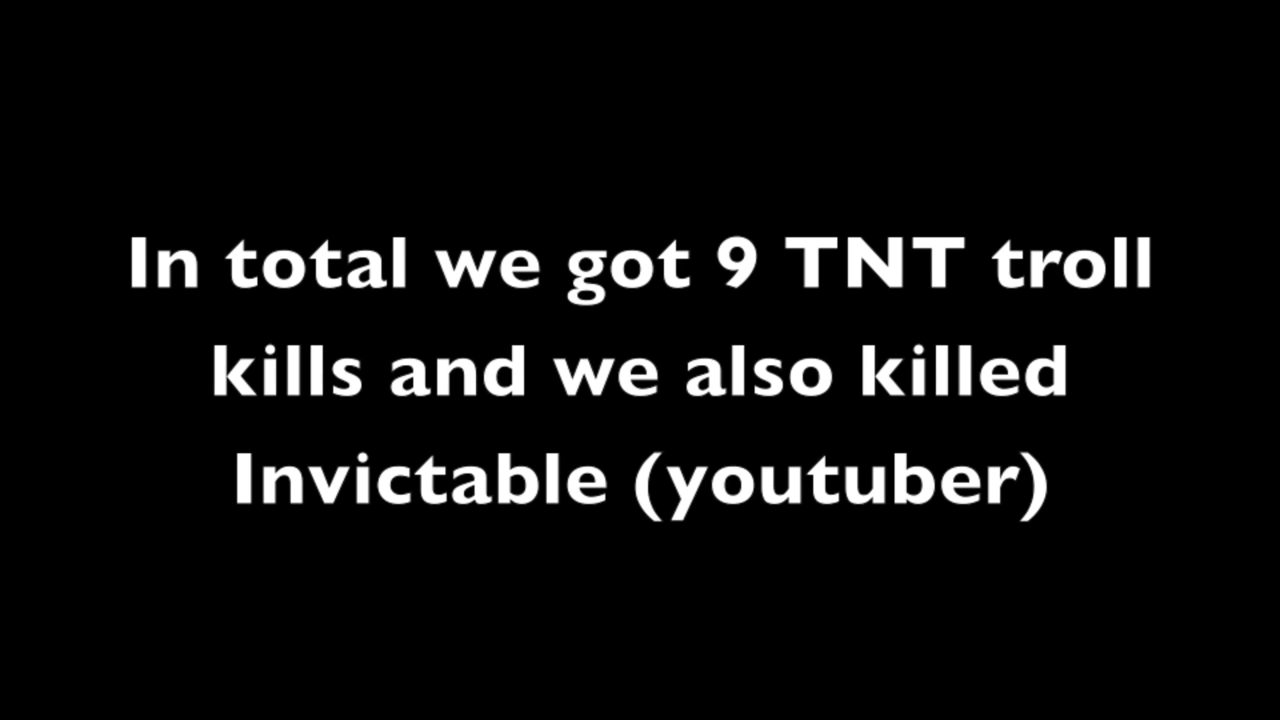 In total we got 9 TNT troll
kills and we also killed
Invictable (youtuber)